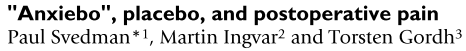 "Anxiebo", placebo, and postoperative pain
Paul Svedman*¹, Martin Ingvar² and Torsten Gordh³